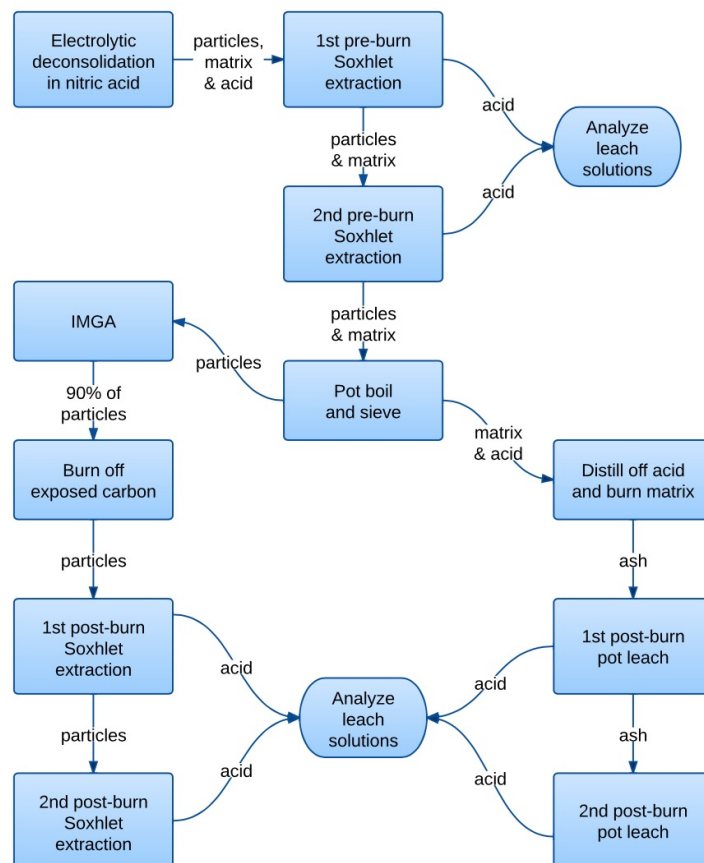 Electrolytic
deconsolidation
in nitric acid
particles,
matrix
& acid
1st pre-burn
Soxhlet
extraction
acid
Analyze
leach
solutions
particles
& matrix
acid
2nd pre-burn
Soxhlet
extraction
particles
& matrix
IMGA
particles
Pot boil
and sieve
90% of
particles
matrix
& acid
Burn off
exposed carbon
Distill off acid
and burn matrix
particles
ash
1st post-burn
Soxhlet
extraction
acid
Analyze
leach
solutions
acid
1st post-burn
pot leach
particles
ash
acid
acid
2nd post-burn
Soxhlet
extraction
2nd post-burn
pot leach